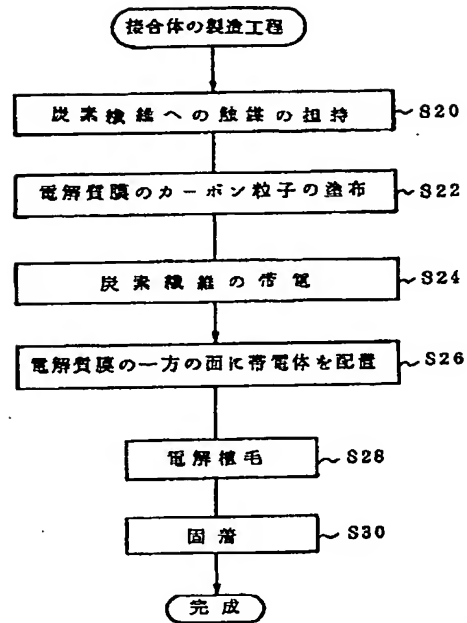 接合体の製造工程
炭素繊維への触媒の担持
S20
電解質膜のカーボン粒子の塗布
S22
炭素繊維の帯電
S24
電解質膜の一方の面に帯電体を配置
S26
電解植毛
S28
固着
S30
完成